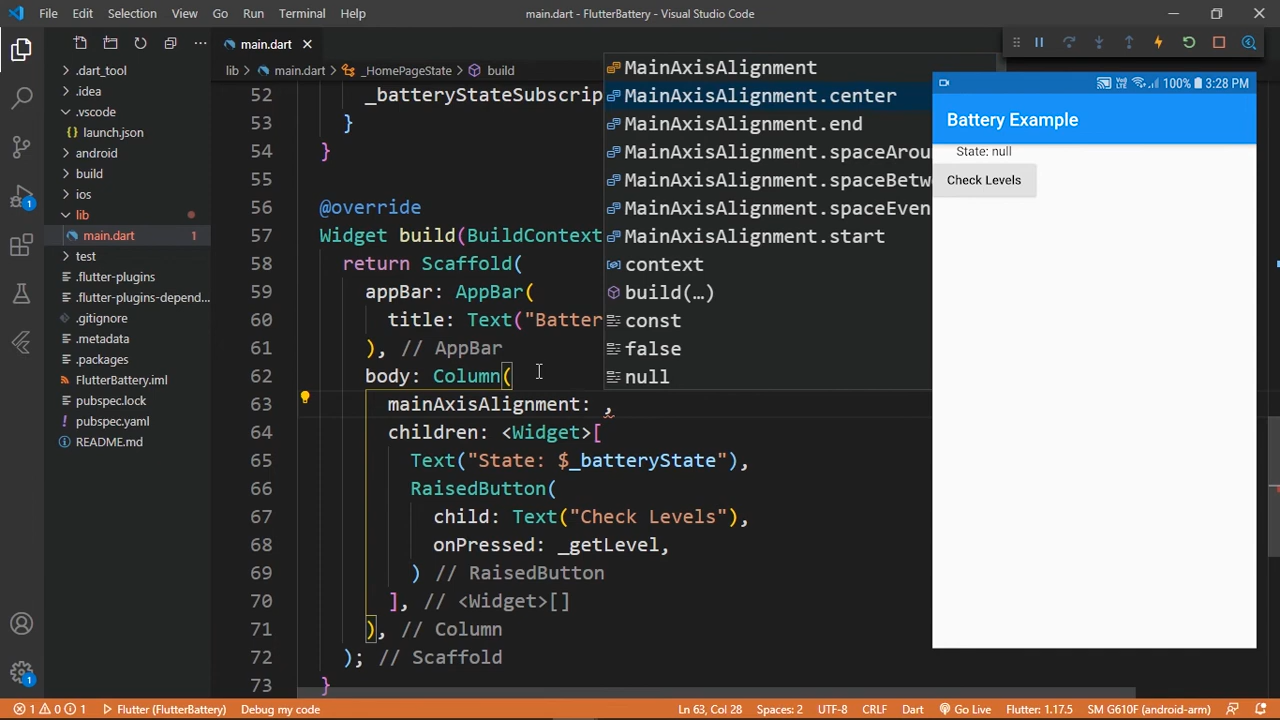 File Edit Selection View Go Run Terminal Help
main.dart - FlutterBattery - Visual Studio Code
main.dart
lib > main.dart > _HomePageState > build
.dart_tool
.idea
.vscode
launch.json
android
build
ios
lib
main.dart 1
test
.flutter-plugins
.flutter-plugins-depend...
.gitignore
.metadata
.packages
FlutterBattery.iml
pubspec.lock
pubspec.yaml
README.md
1
1
52 _batteryStateSubscrip
53 }
54 }
55
56 @override
57 Widget build(BuildContext
58 return Scaffold(
59 appBar: AppBar(
60 title: Text("Batter
61 ), // AppBar
62 body: Column(
63 mainAxisAlignment: ,
64 children: <Widget>[
65 Text("State: $_batteryState"),
66 RaisedButton(
67 child: Text("Check Levels"),
68 onPressed: _getLevel,
69 ) // RaisedButton
70 ], // <Widget>[]
71 ), // Column
72 ); // Scaffold
73 }
MainAxisAlignment
MainAxisAlignment.center
MainAxisAlignment.end
MainAxisAlignment.spaceArou
MainAxisAlignment.spaceBetw
MainAxisAlignment.spaceEven
MainAxisAlignment.start
context
build(…)
const
false
null
100% 3:28 PM
Battery Example
State: null
Check Levels
1 0 1 Flutter (FlutterBattery) Debug my code Ln 63, Col 28 Spaces: 2 UTF-8 CRLF Dart Go Live Flutter: 1.17.5 SM G610F (android-arm)